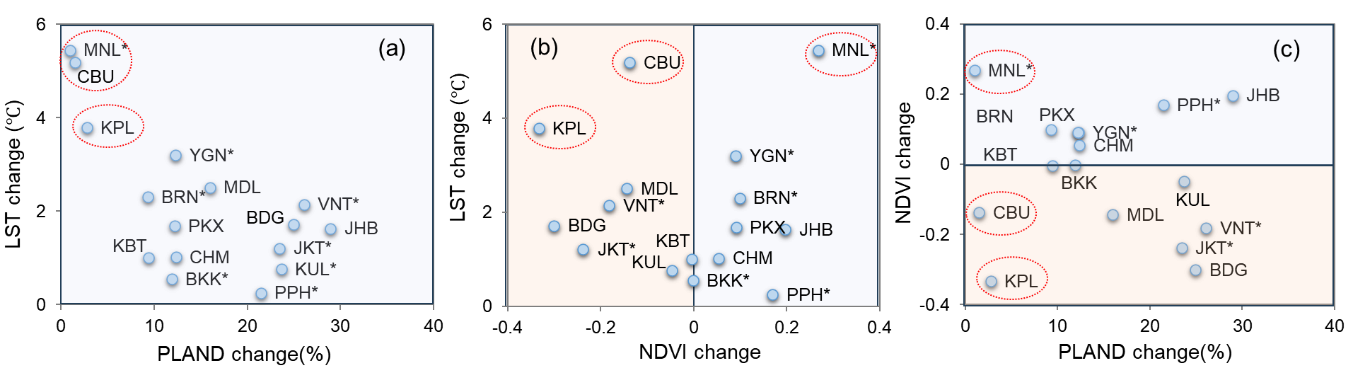 (a)
LST change (℃)
6
4
2
0
MNL*
CBU
KPL
YGN*
BRN*
MDL
VNT*
PKX
BDG
JHB
KBT
CHM
JKT*
BKK*
KUL*
PPH*
0 10 20 30 40
PLAND change(%)
(b)
LST change (℃)
6
4
2
0
MNL*
CBU
KPL
YGN*
MDL
BRN*
VNT*
BDG
PKX
JHB
KBT
JKT*
KUL
CHM
BKK*
PPH*
-0.4 -0.2 0 0.2 0.4
NDVI change
(c)
NDVI change
0.4
0.2
0
-0.2
-0.4
MNL*
JHB
PPH*
BRN
PKX
YGN*
CHM
KBT
BKK
KUL
CBU
MDL
VNT*
JKT*
BDG
KPL
0 10 20 30 40
PLAND change(%)